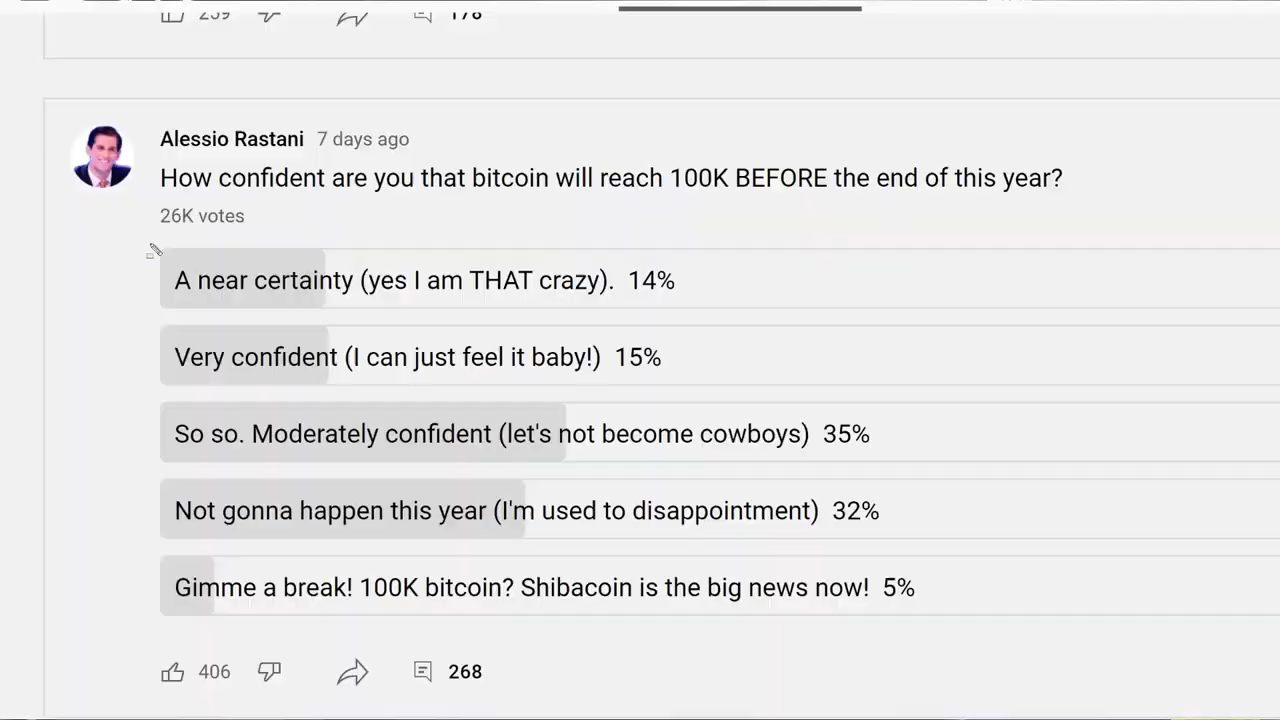 259 178
Alessio Rastani 7 days ago
How confident are you that bitcoin will reach 100K BEFORE the end of this year?
26K votes
A near certainty (yes I am THAT crazy). 14%
Very confident (I can just feel it baby!) 15%
So so. Moderately confident (let's not become cowboys) 35%
Not gonna happen this year (I'm used to disappointment) 32%
Gimme a break! 100K bitcoin? Shibacoin is the big news now! 5%
406 268